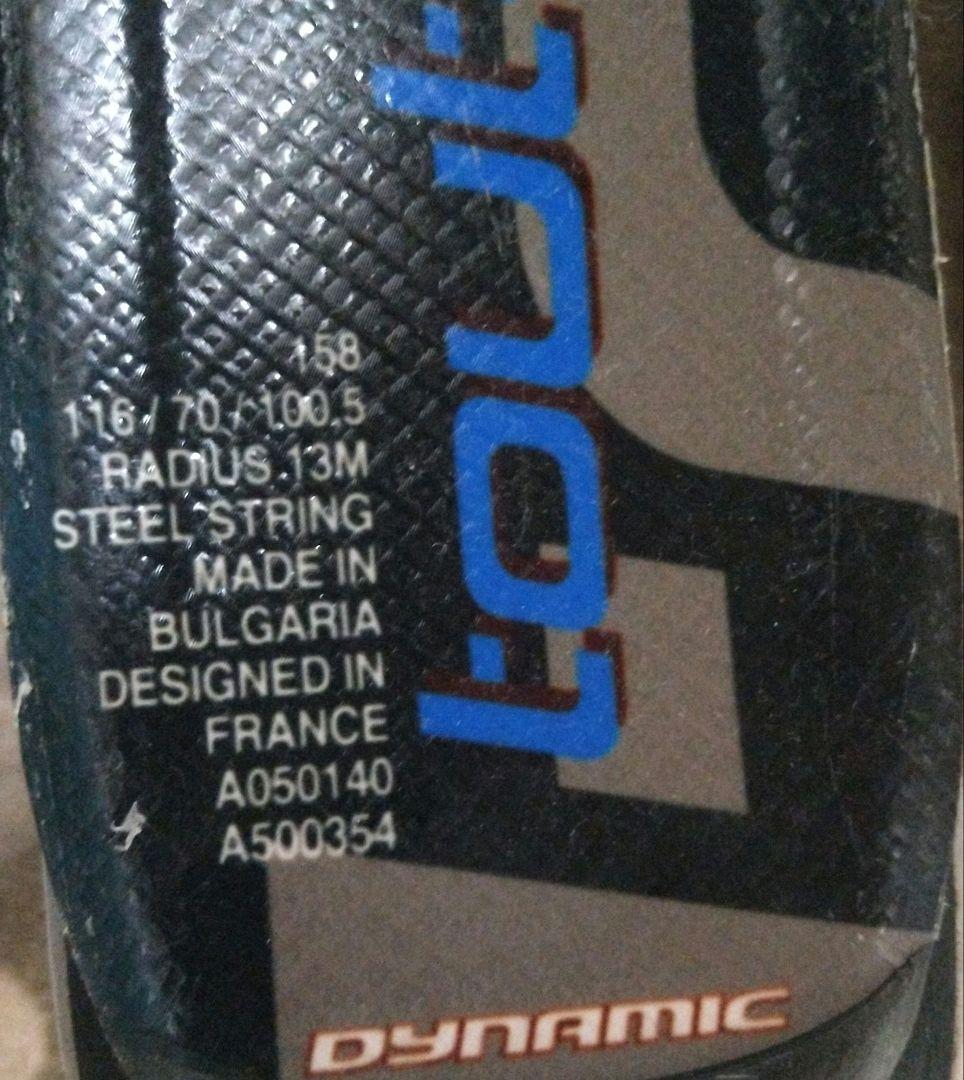 158
116 / 70 / 100.5
RADIUS 13M
STEEL STRING
MADE IN
BULGARIA
DESIGNED IN
FRANCE
A050140
A500354
DYNAMIC